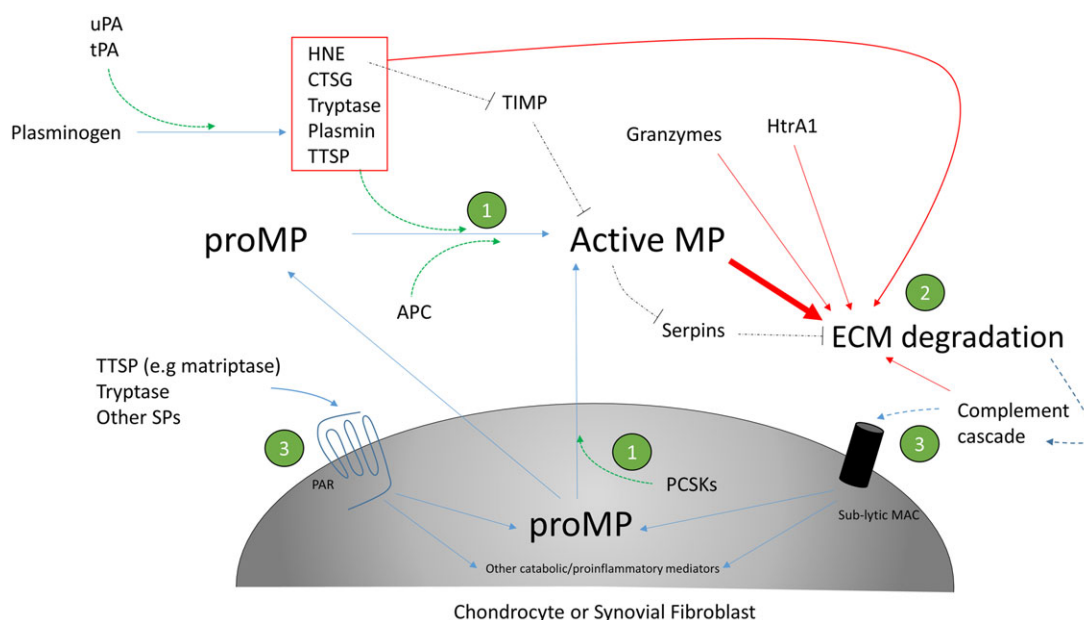 uPA
tPA
Plasminogen
HNE
CTSG
Tryptase
Plasmin
TTSP
TIMP
Granzymes
HtrA1
1
proMP
Active MP
APC
2
Serpins
ECM degradation
TTSP (e.g matriptase)
Tryptase
Other SPs
Complement
cascade
3
PAR
1
PCSKs
3
Sub-lytic MAC
proMP
Other catabolic/proinflammatory mediators
Chondrocyte or Synovial Fibroblast